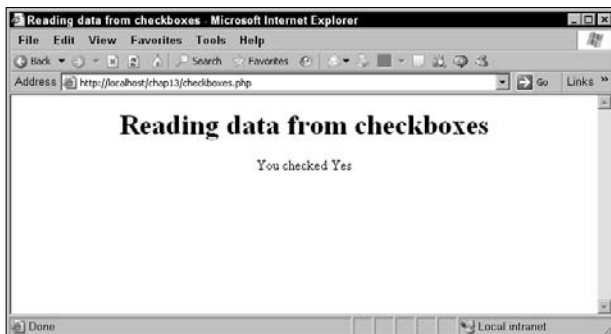 Reading data from checkboxes - Microsoft Internet Explorer
File Edit View Favorites Tools Help
Back Search Favorites
Address http://localhost/chap13/checkboxes.php Go Links »
Reading data from checkboxes
You checked Yes
Done Local intranet